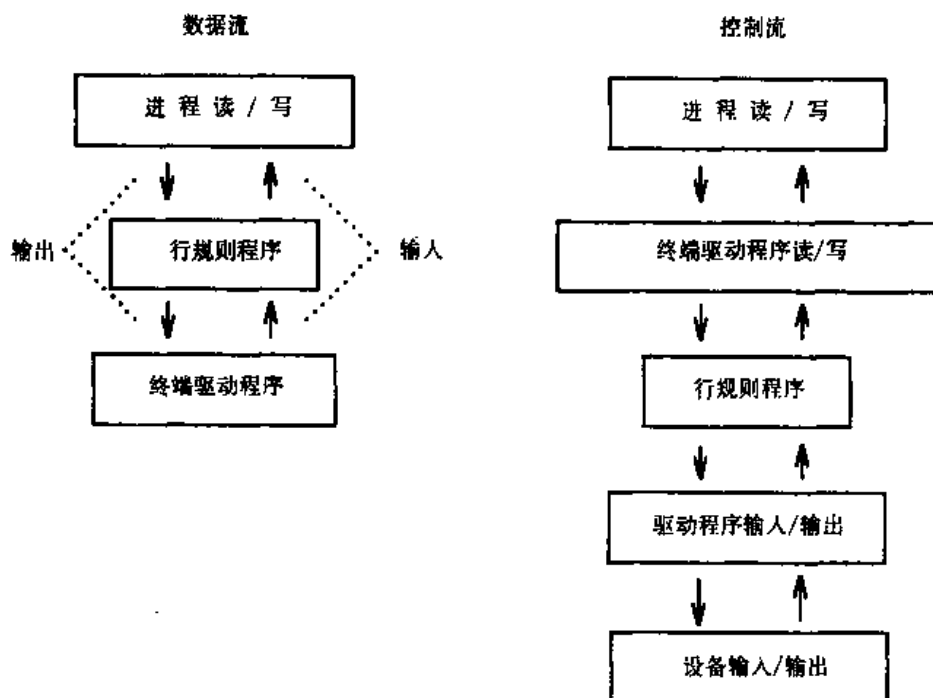 数据流
进程读/写
输出
行规则程序
输入
终端驱动程序
控制流
进程读/写
终端驱动程序读/写
行规则程序
驱动程序输入/输出
设备输入/输出